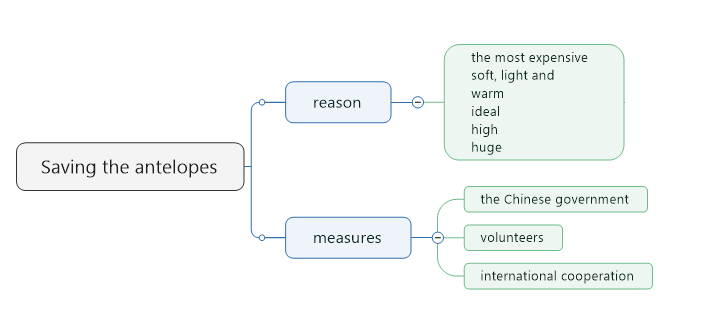 Saving the antelopes
reason
the most expensive
soft, light and
warm
ideal
high
huge
measures
the Chinese government
volunteers
international cooperation